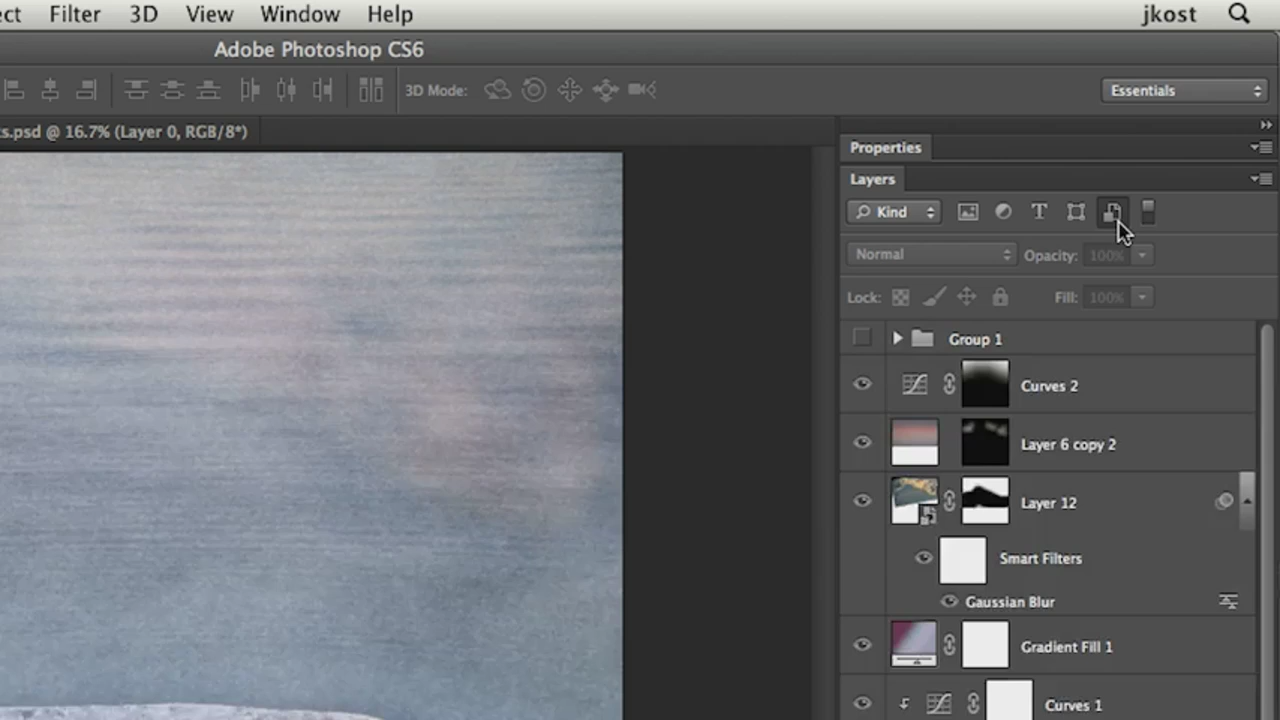 ect Filter 3D View Window Help jkost
Adobe Photoshop CS6
3D Mode: Essentials
s.psd @ 16.7% (Layer 0, RGB/8*)
Properties
Layers
Kind T
Normal Opacity: 100%
Lock: Fill: 100%
Group 1
Curves 2
Layer 6 copy 2
Layer 12
Smart Filters
Gaussian Blur
Gradient Fill 1
Curves 1